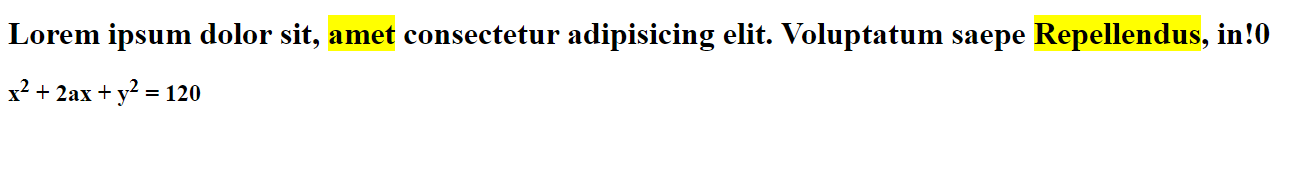 Lorem ipsum dolor sit, amet consectetur adipisicing elit. Voluptatum saepe Repellendus, in!0
x² + 2ax + y² = 120